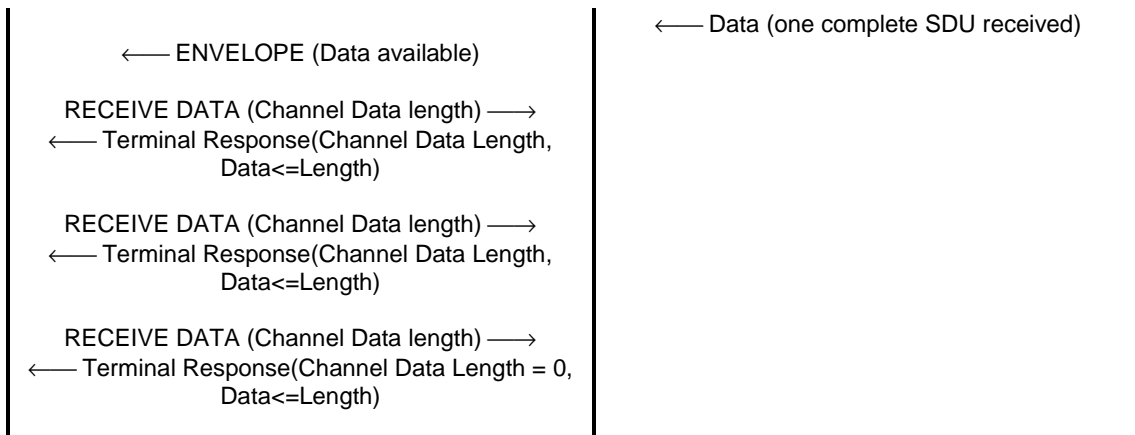 ←── Data (one complete SDU received)
←── ENVELOPE (Data available)
RECEIVE DATA (Channel Data length) ──→
←── Terminal Response(Channel Data Length,
Data<=Length)
RECEIVE DATA (Channel Data length) ──→
←── Terminal Response(Channel Data Length,
Data<=Length)
RECEIVE DATA (Channel Data length) ──→
←── Terminal Response(Channel Data Length = 0,
Data<=Length)